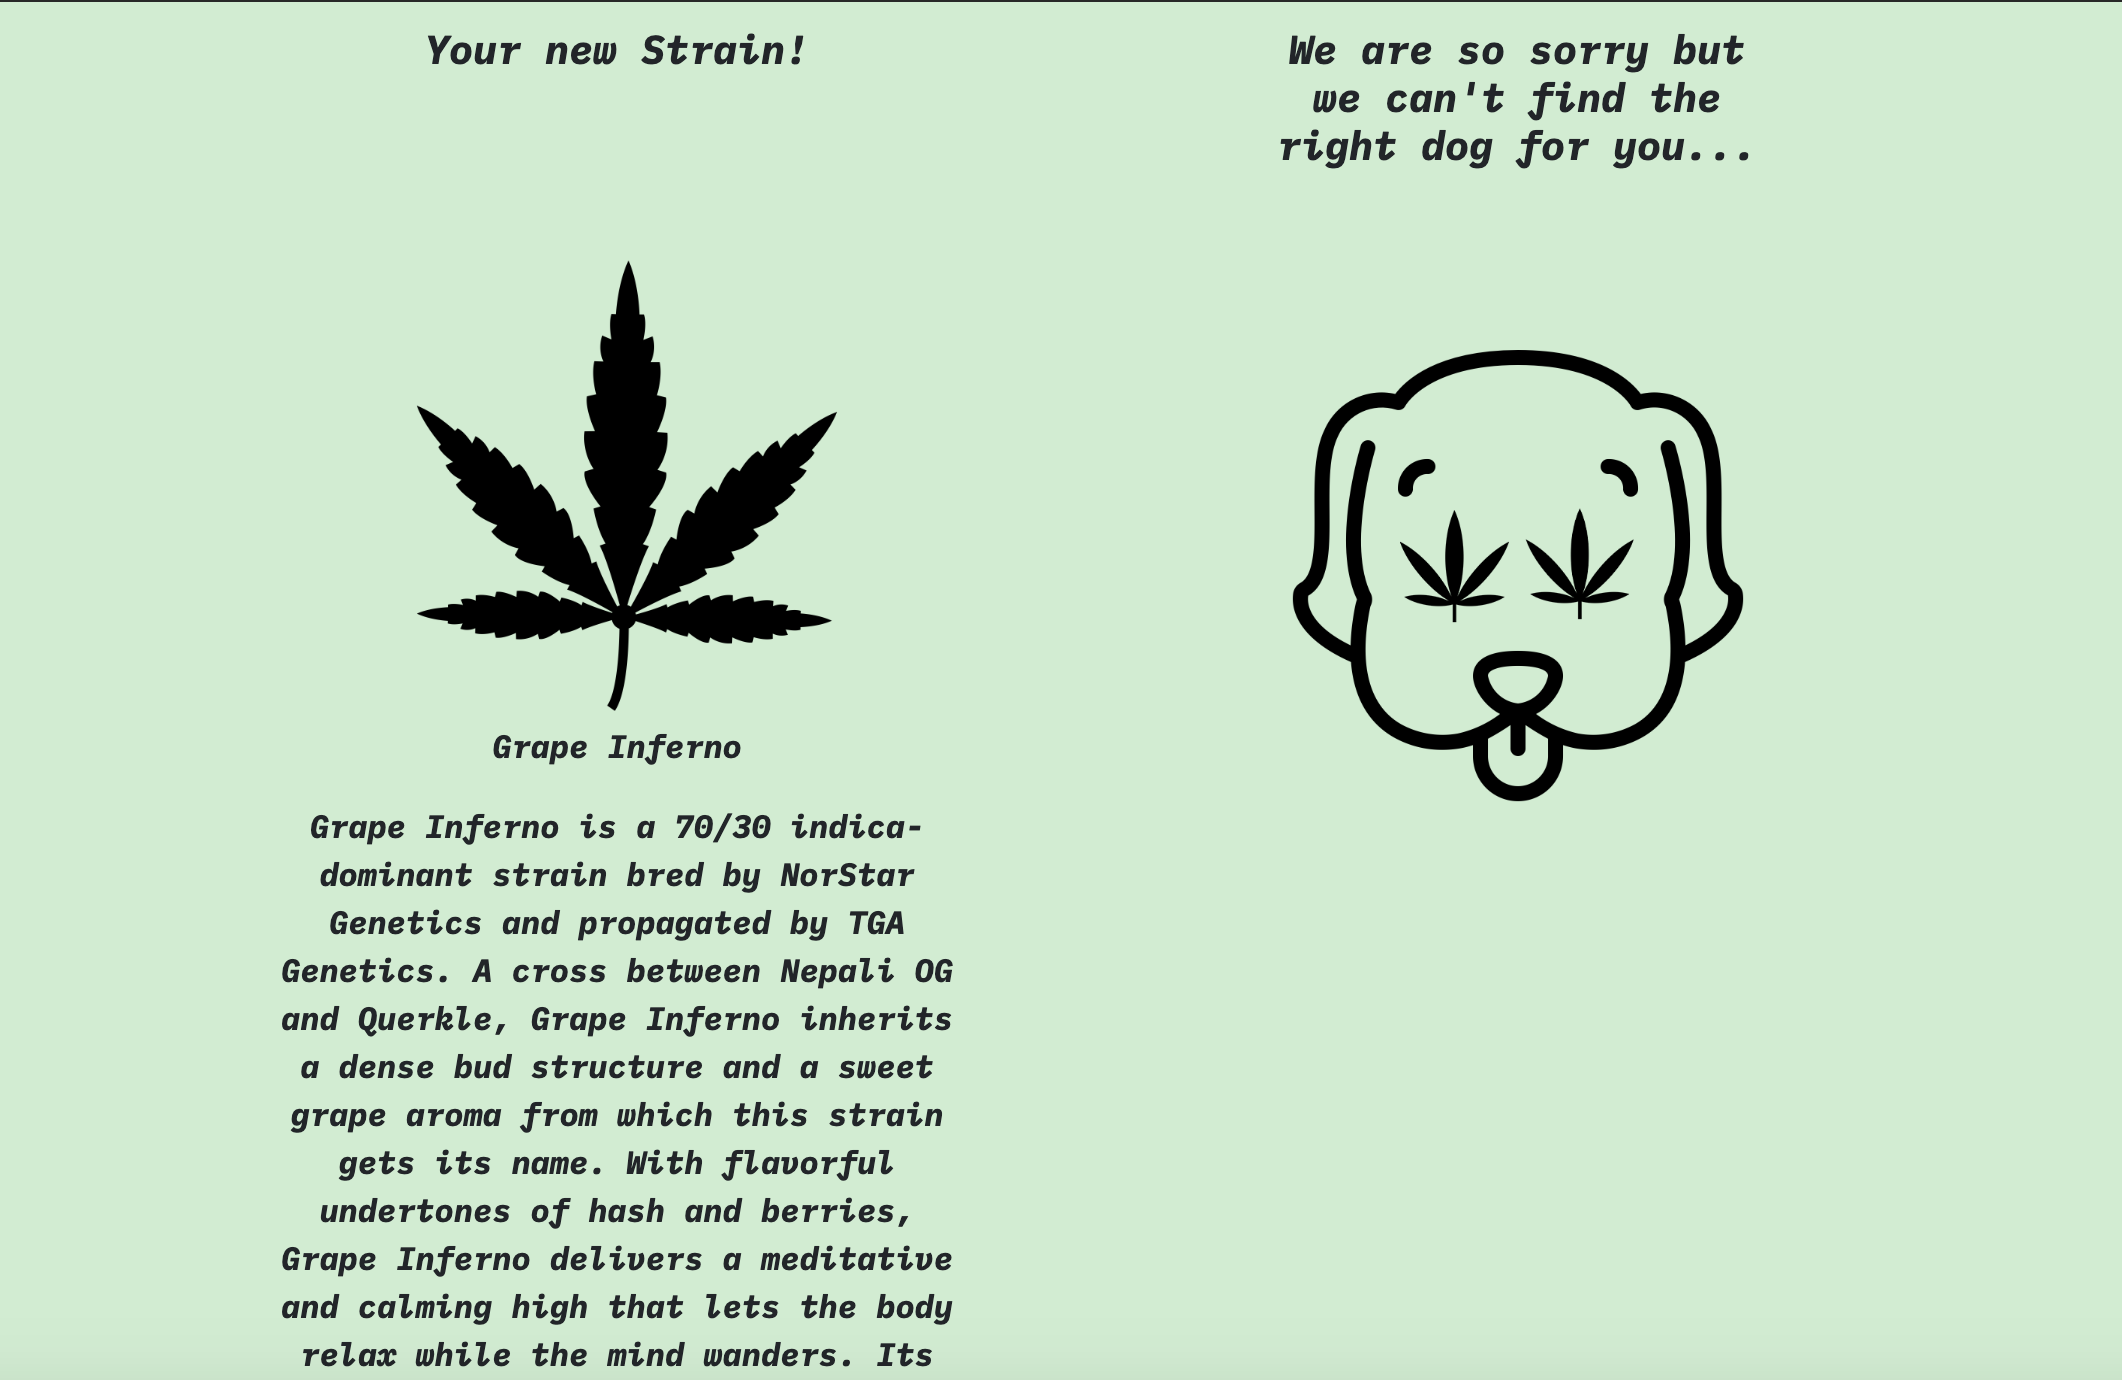 Your new Strain!
We are so sorry but
we can't find the
right dog for you...
Grape Inferno
Grape Inferno is a 70/30 indica-
dominant strain bred by NorStar
Genetics and propagated by TGA
Genetics. A cross between Nepali OG
and Querkle, Grape Inferno inherits
a dense bud structure and a sweet
grape aroma from which this strain
gets its name. With flavorful
undertones of hash and berries,
Grape Inferno delivers a meditative
and calming high that lets the body
relax while the mind wanders. Its